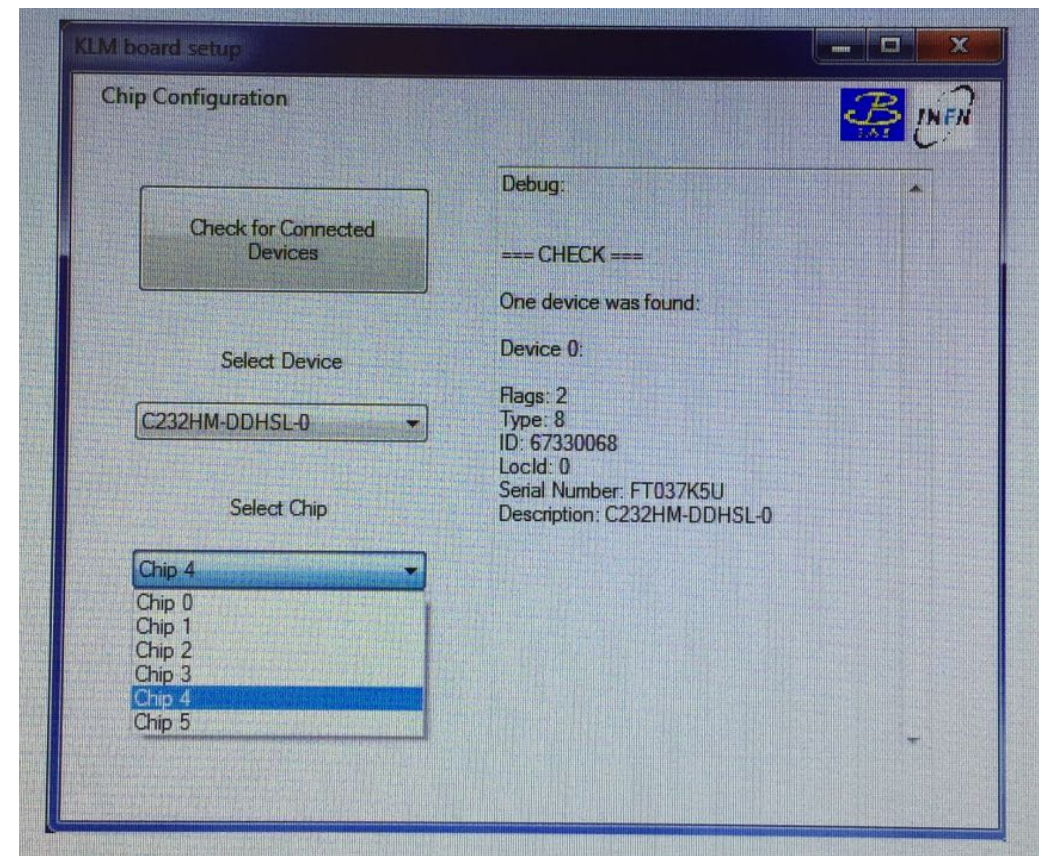 KLM board setup
Chip Configuration
INFN
Check for Connected
Devices
Select Device
C232HM-DDHSL-0
Select Chip
Chip 4
Chip 0
Chip 1
Chip 2
Chip 3
Chip 4
Chip 5
Debug:
=== CHECK ===
One device was found:
Device 0:
Flags: 2
Type: 8
ID: 67330068
LocId: 0
Serial Number: FT037K5U
Description: C232HM-DDHSL-0